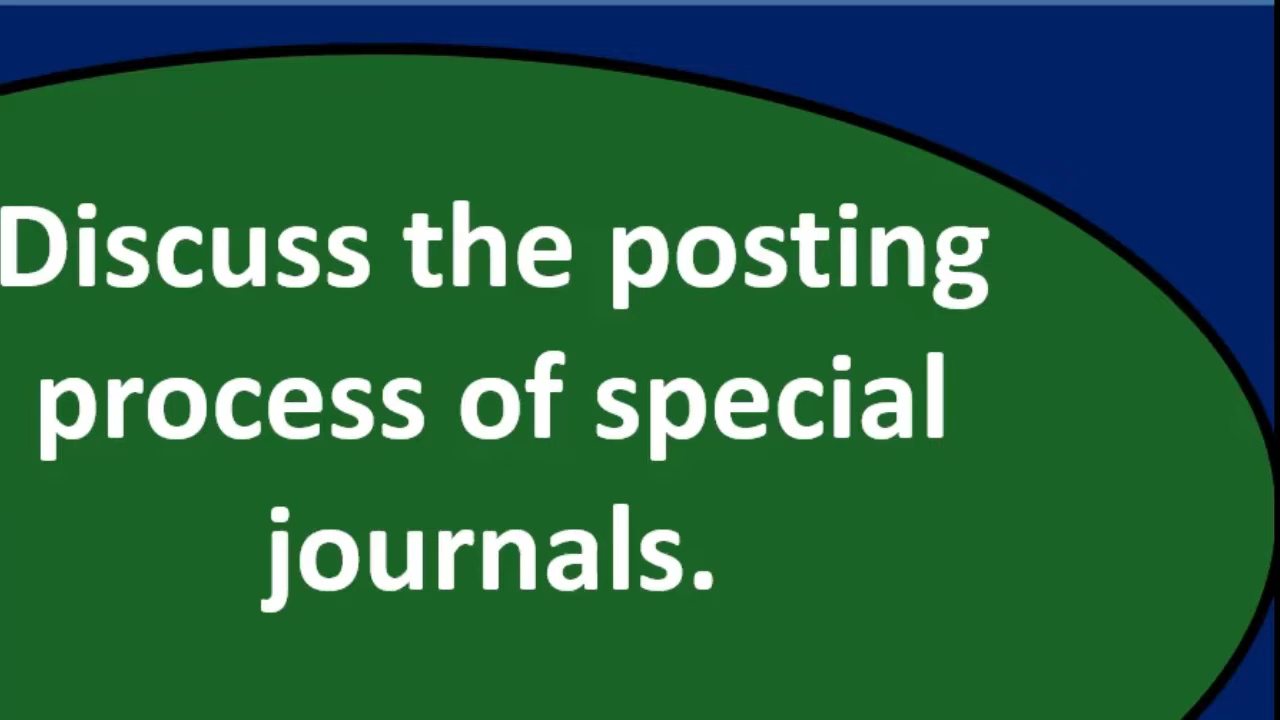 Discuss the posting
process of special
journals.